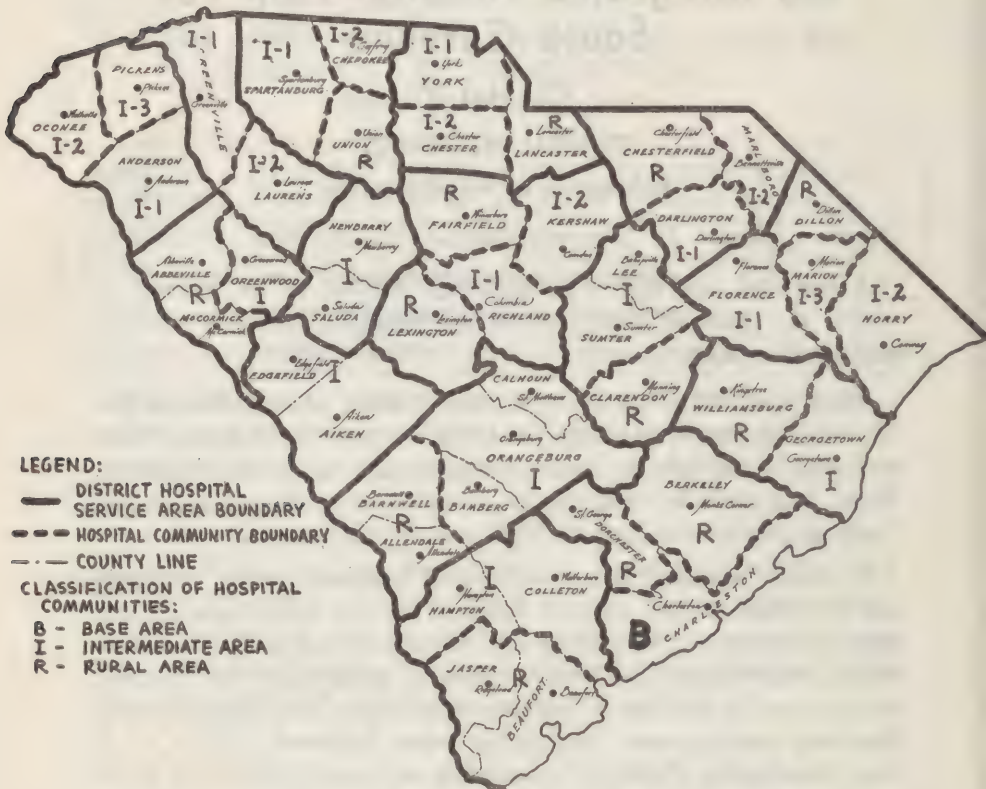 I-1
GREENVILLE
Greenville
I-1
Spartanburg
SPARTANBURG
I-2
Gaffney
CHEROKEE
I-1
York
YORK
PICKENS
Pickens
I-3
Walhalla
OCONEE
I-2
ANDERSON
Anderson
I-1
I-2
Laurens
LAURENS
Union
UNION
R
I-2
Chester
CHESTER
R
Lancaster
LANCASTER
Chesterfield
CHESTERFIELD
R
MARLBORO
Bennettsville
I-2
R
Dillon
DILLON
NEWBERRY
Newberry
I
Saluda
SALUDA
R
Winnsboro
FAIRFIELD
I-2
KERSHAW
Camden
DARLINGTON
Darlington
I-1
Bishopville
LEE
I
Sumter
SUMTER
Florence
FLORENCE
I-1
Marion
MARION
I-3
I-2
HORRY
Conway
Abbeville
ABBEVILLE
R
McCORMICK
McCormick
Greenwood
GREENWOOD
I
R
Lexington
LEXINGTON
I-1
Columbia
RICHLAND
Edgefield
EDGEFIELD
I
Aiken
AIKEN
CALHOUN
St. Matthews
Orangeburg
ORANGEBURG
I
Manning
CLARENDON
R
Kingstree
WILLIAMSBURG
R
GEORGETOWN
Georgetown
I
Barnwell
BARNWELL
R
ALLENDALE
Allendale
Bamberg
BAMBERG
St. George
DORCHESTER
R
BERKELEY
Monks Corner
R
I
Hampton
HAMPTON
Walterboro
COLLETON
Charleston
CHARLESTON
B
JASPER
Ridgeland
R
Beaufort
BEAUFORT
LEGEND:
DISTRICT HOSPITAL
SERVICE AREA BOUNDARY
HOSPITAL COMMUNITY BOUNDARY
COUNTY LINE
CLASSIFICATION OF HOSPITAL
COMMUNITIES:
B - BASE AREA
I - INTERMEDIATE AREA
R - RURAL AREA